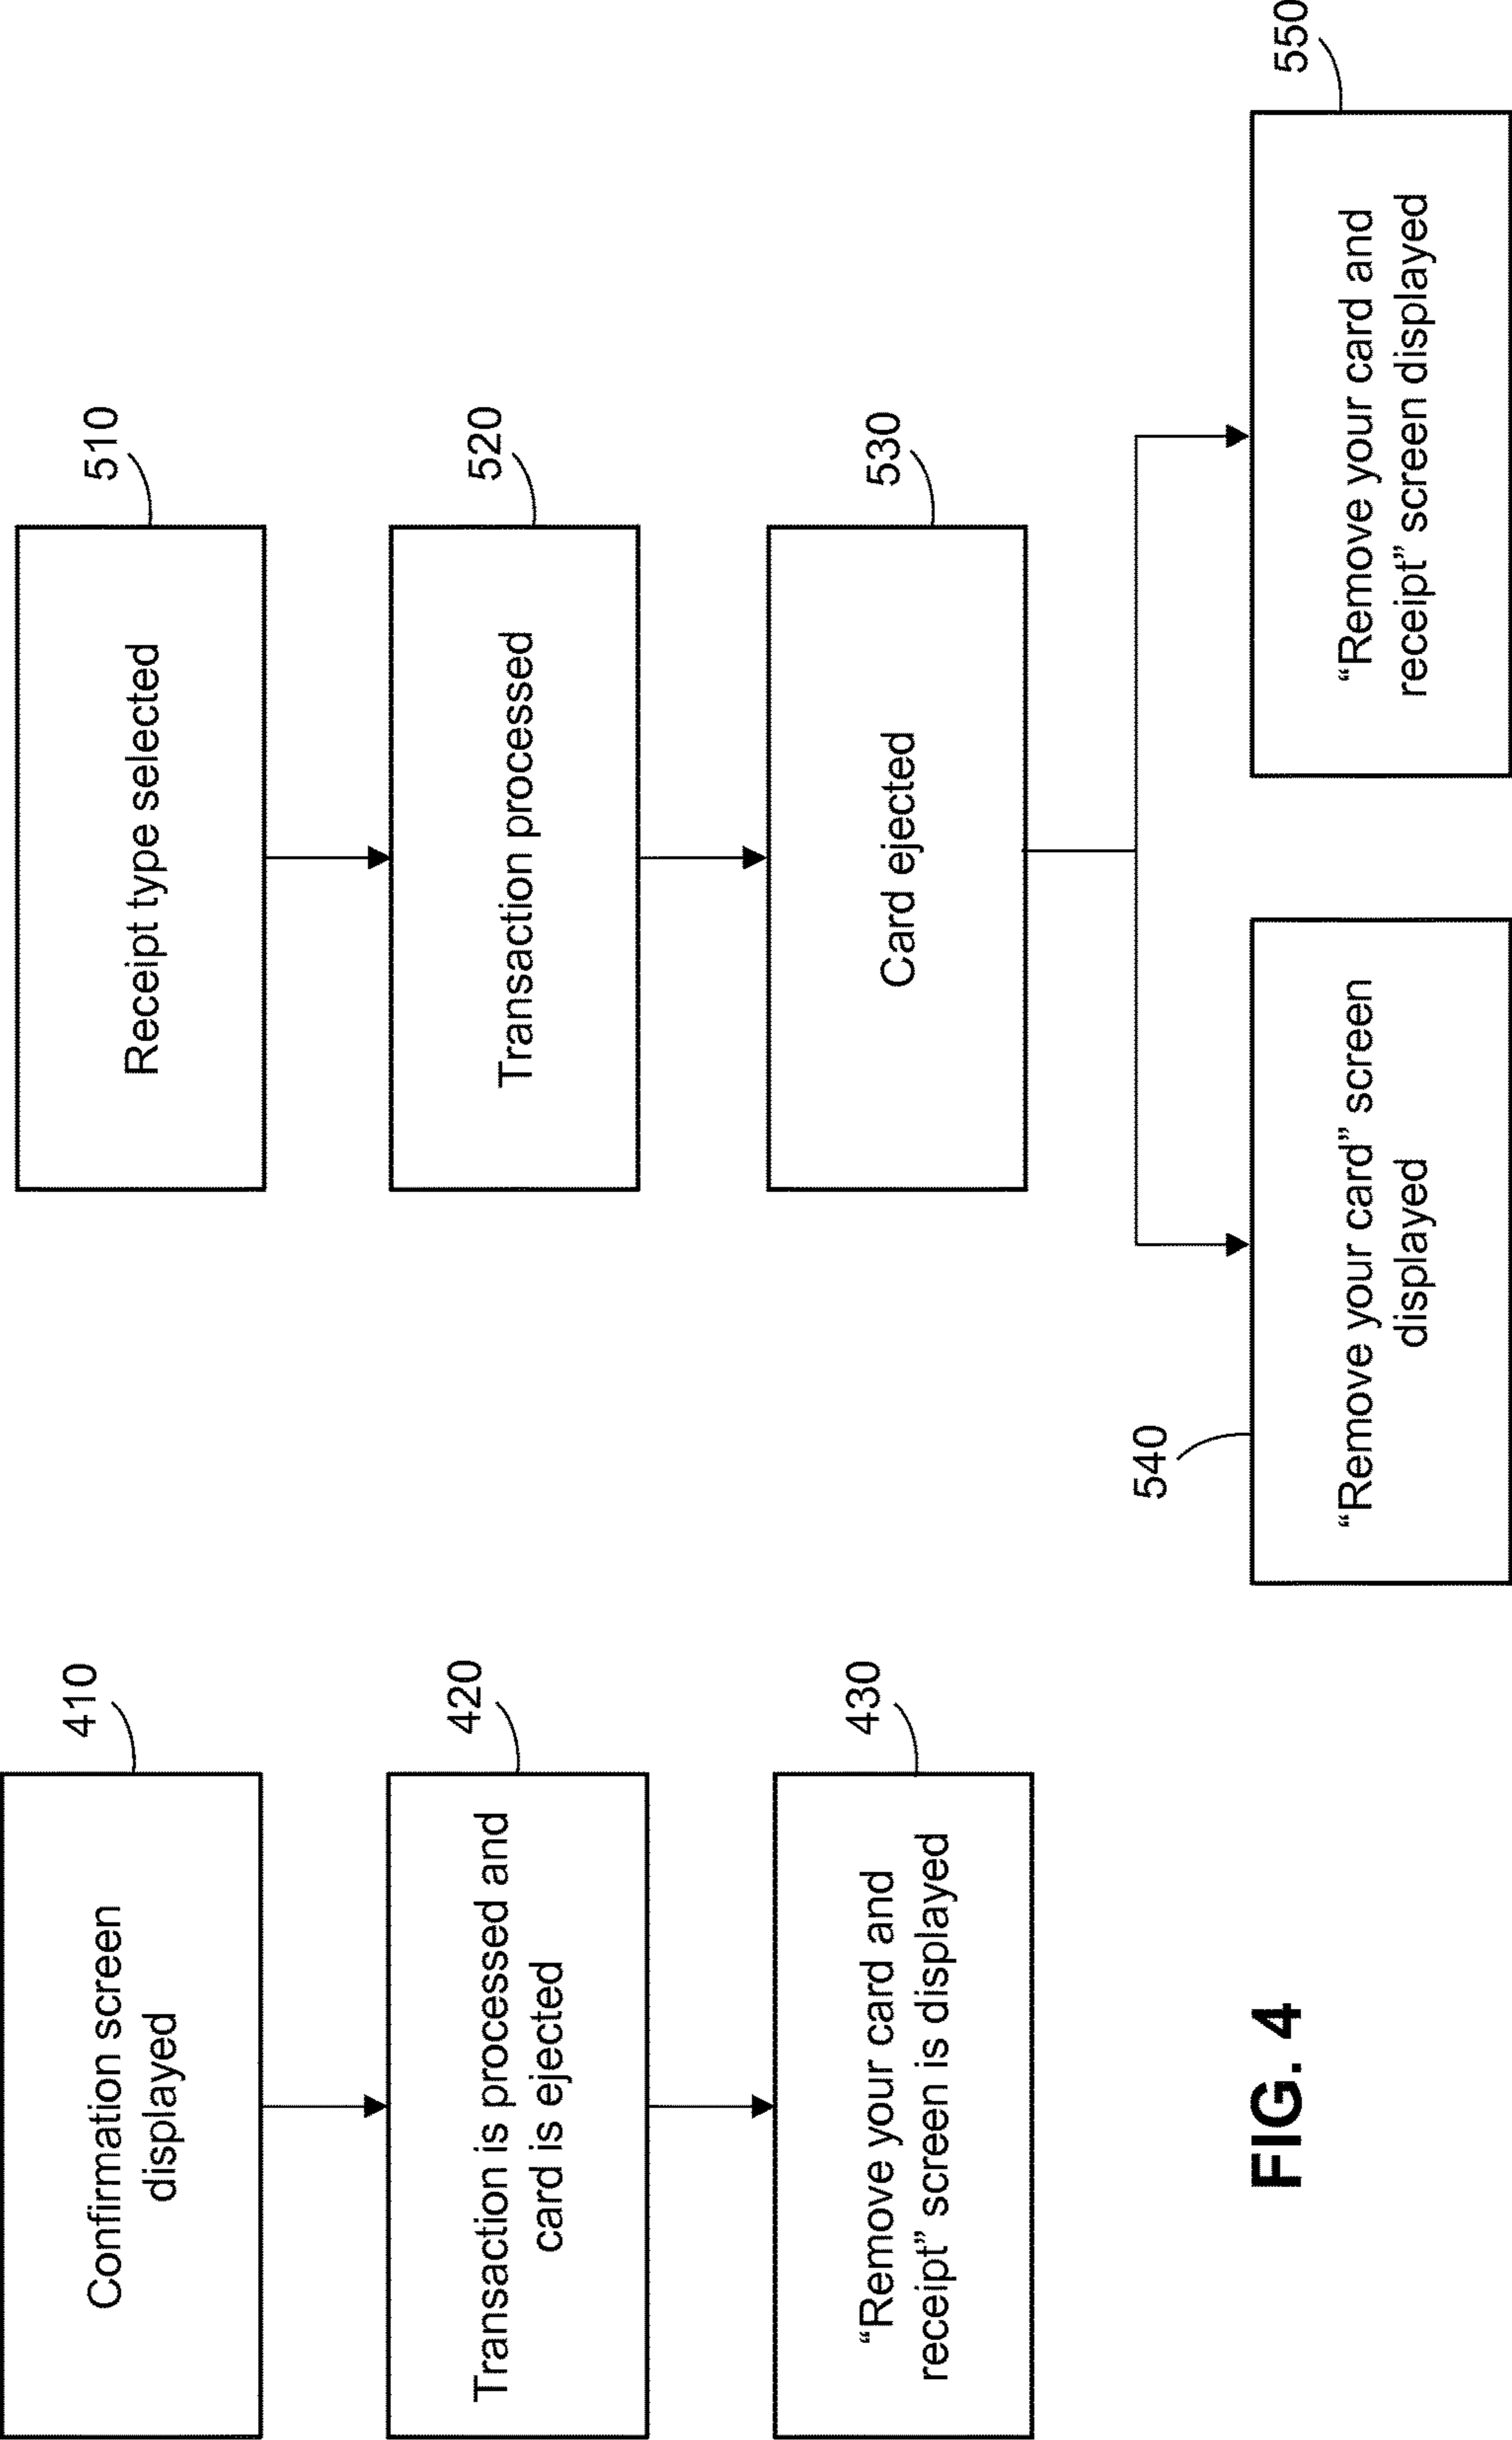 410
Confirmation screen
displayed
420
Transaction is processed and
card is ejected
430
“Remove your card and
receipt” screen is displayed
FIG. 4
510
Receipt type selected
520
Transaction processed
530
Card ejected
540
“Remove your card” screen
displayed
550
“Remove your card and
receipt” screen displayed